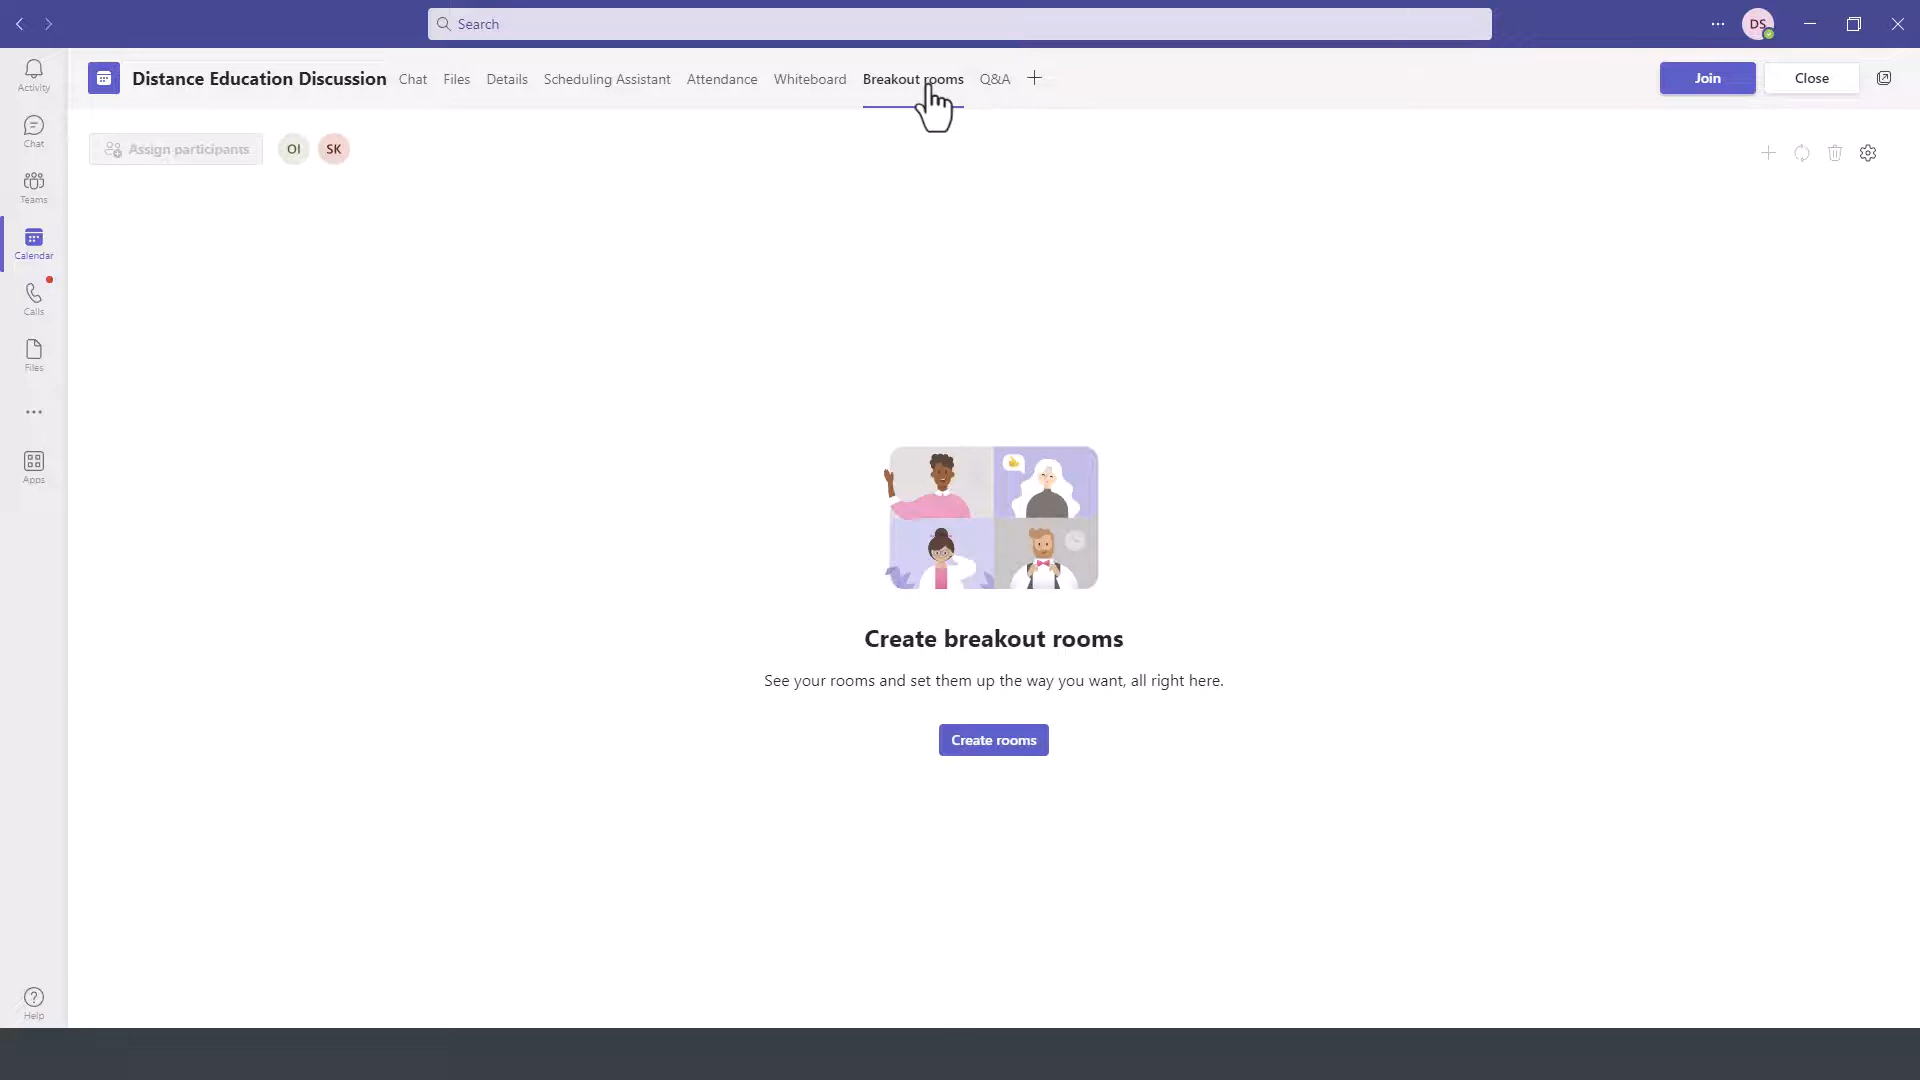 Search
DS
Activity
Chat
Teams
Calendar
Calls
Files
Apps
Help
Distance Education Discussion
Chat
Files
Details
Scheduling Assistant
Attendance
Whiteboard
Breakout rooms
Q&A
Join
Close
Assign participants
OI
SK
Create breakout rooms
See your rooms and set them up the way you want, all right here.
Create rooms